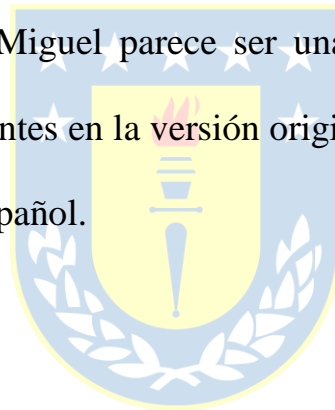 Miguel parece ser una
ntes en la versión origi
pañol.